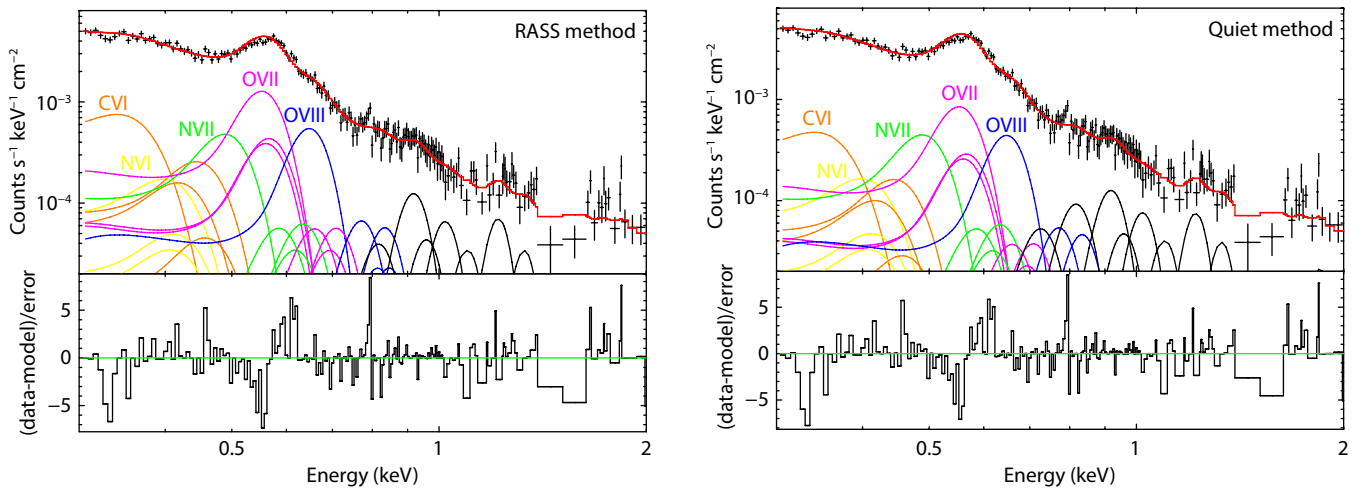 RASS method
Counts s⁻¹ keV⁻¹ cm⁻²
10⁻³
10⁻⁴
CVI
NVI
NVII
OVII
OVIII
(data-model)/error
5
0
−5
0.5
1
2
Energy (keV)
Quiet method
Counts s⁻¹ keV⁻¹ cm⁻²
10⁻³
10⁻⁴
CVI
NVI
NVII
OVII
OVIII
(data-model)/error
5
0
−5
0.5
1
2
Energy (keV)